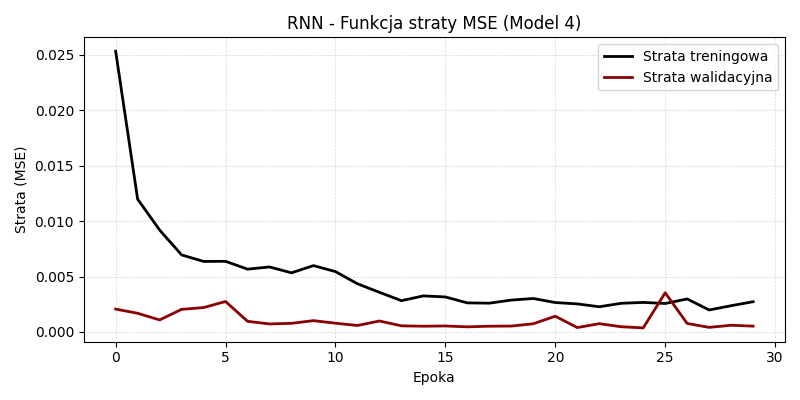 RNN - Funkcja straty MSE (Model 4)
Strata treningowa
Strata walidacyjna
Strata (MSE)
0.025
0.020
0.015
0.010
0.005
0.000
0 5 10 15 20 25 30
Epoka